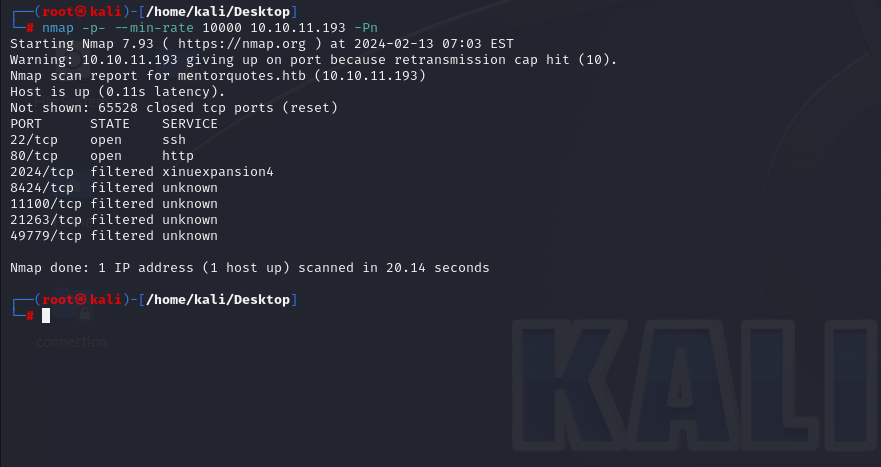 ┌──(root㉿kali)-[/home/kali/Desktop]
└─# nmap -p- --min-rate 10000 10.10.11.193 -Pn
Starting Nmap 7.93 ( https://nmap.org ) at 2024-02-13 07:03 EST
Warning: 10.10.11.193 giving up on port because retransmission cap hit (10).
Nmap scan report for mentorquotes.htb (10.10.11.193)
Host is up (0.11s latency).
Not shown: 65528 closed tcp ports (reset)
PORT      STATE    SERVICE
22/tcp    open     ssh
80/tcp    open     http
2024/tcp  filtered xinuexpansion4
8424/tcp  filtered unknown
11100/tcp filtered unknown
21263/tcp filtered unknown
49779/tcp filtered unknown
Nmap done: 1 IP address (1 host up) scanned in 20.14 seconds
┌──(root㉿kali)-[/home/kali/Desktop]
└─#
connection
KALI